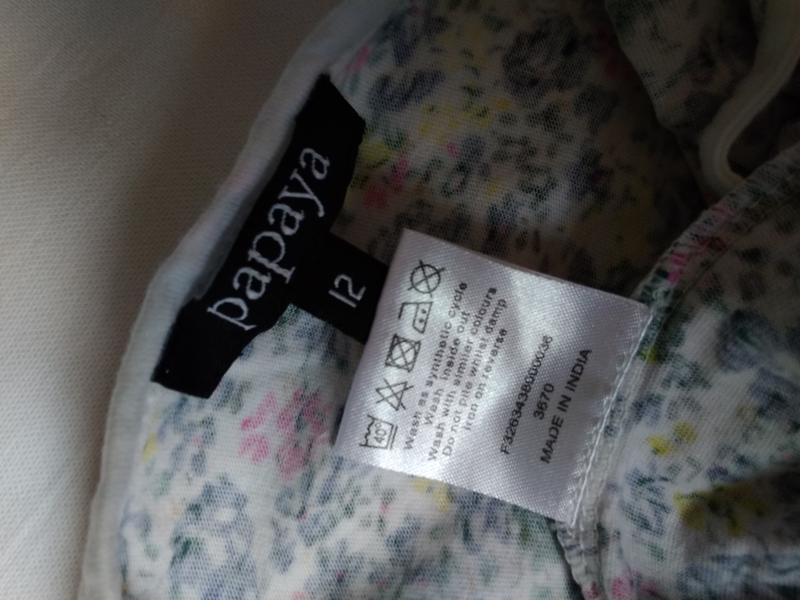 papaya
12
40°
Wash as synthetic cycle
Wash inside out
Wash with similar colours
Do not pile whilst damp
Iron on reverse
F32634380000036
3670
MADE IN INDIA